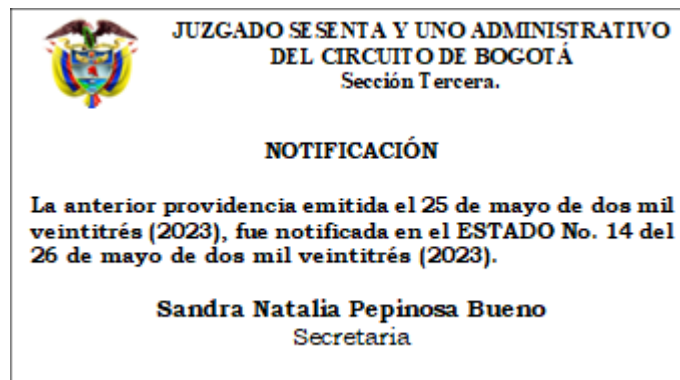 JUZGADO SESENTA Y UNO ADMINISTRATIVO
DEL CIRCUITO DE BOGOTÁ
Sección Tercera.
NOTIFICACIÓN
La anterior providencia emitida el 25 de mayo de dos mil
veintitrés (2023), fue notificada en el ESTADO No. 14 del
26 de mayo de dos mil veintitrés (2023).
Sandra Natalia Pepinosa Bueno
Secretaria